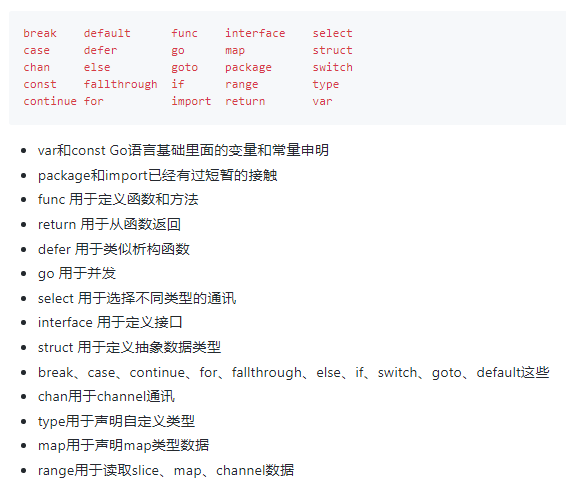 break default func interface select
case defer go map struct
chan else goto package switch
const fallthrough if range type
continue for import return var
var和const Go语言基础里面的变量和常量申明
package和import已经有过短暂的接触
func 用于定义函数和方法
return 用于从函数返回
defer 用于类似析构函数
go 用于并发
select 用于选择不同类型的通讯
interface 用于定义接口
struct 用于定义抽象数据类型
break、case、continue、for、fallthrough、else、if、switch、goto、default这些
chan用于channel通讯
type用于声明自定义类型
map用于声明map类型数据
range用于读取slice、map、channel数据